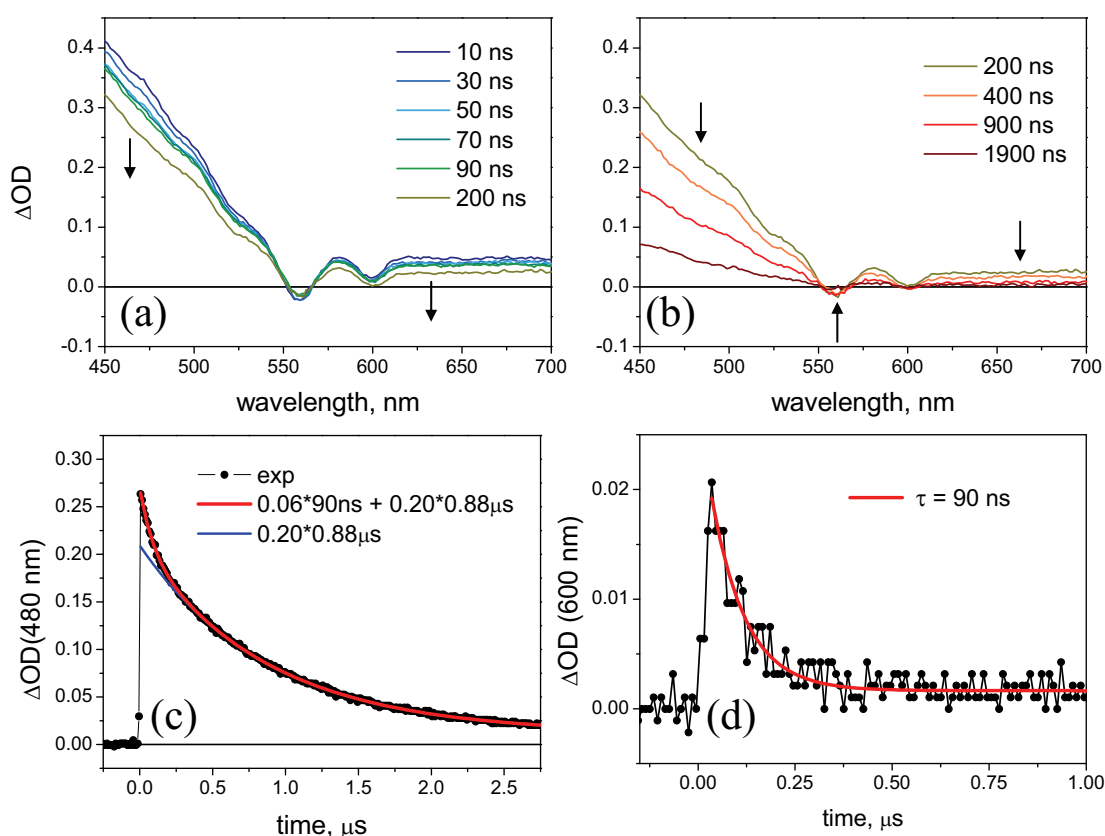 0.4
0.3
0.2
0.1
0.0
-0.1
ΔOD
10 ns
30 ns
50 ns
70 ns
90 ns
200 ns
(a)
450 500 550 600 650 700
wavelength, nm
0.4
0.3
0.2
0.1
0.0
-0.1
200 ns
400 ns
900 ns
1900 ns
(b)
450 500 550 600 650 700
wavelength, nm
0.30
0.25
0.20
0.15
0.10
0.05
0.00
ΔOD(480 nm)
exp
0.06*90ns + 0.20*0.88μs
0.20*0.88μs
(c)
0.0 0.5 1.0 1.5 2.0 2.5
time, μs
0.02
0.01
0.00
ΔOD (600 nm)
τ = 90 ns
(d)
0.00 0.25 0.50 0.75 1.00
time, μs